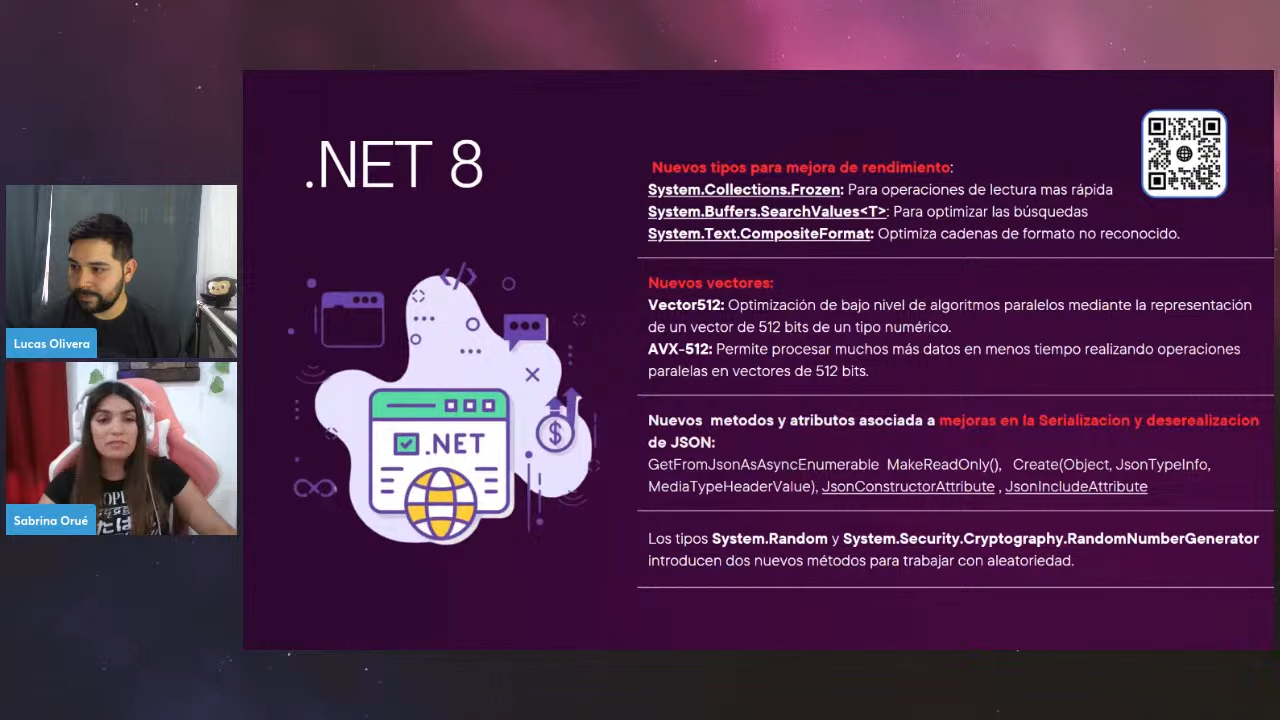 .NET 8
Nuevos tipos para mejora de rendimiento:
System.Collections.Frozen: Para operaciones de lectura mas rápida
System.Buffers.SearchValues<T>: Para optimizar las búsquedas
System.Text.CompositeFormat: Optimiza cadenas de formato no reconocido.
Nuevos vectores:
Vector512: Optimización de bajo nivel de algoritmos paralelos mediante la representación
de un vector de 512 bits de un tipo numérico.
AVX-512: Permite procesar muchos más datos en menos tiempo realizando operaciones
paralelas en vectores de 512 bits.
Nuevos metodos y atributos asociada a mejoras en la Serializacion y deserealizacion
de JSON:
GetFromJsonAsAsyncEnumerable MakeReadOnly(), Create(Object, JsonTypeInfo,
MediaTypeHeaderValue), JsonConstructorAttribute , JsonIncludeAttribute
Los tipos System.Random y System.Security.Cryptography.RandomNumberGenerator
introducen dos nuevos métodos para trabajar con aleatoriedad.
.NET
$
Lucas Olivera
Sabrina Orué